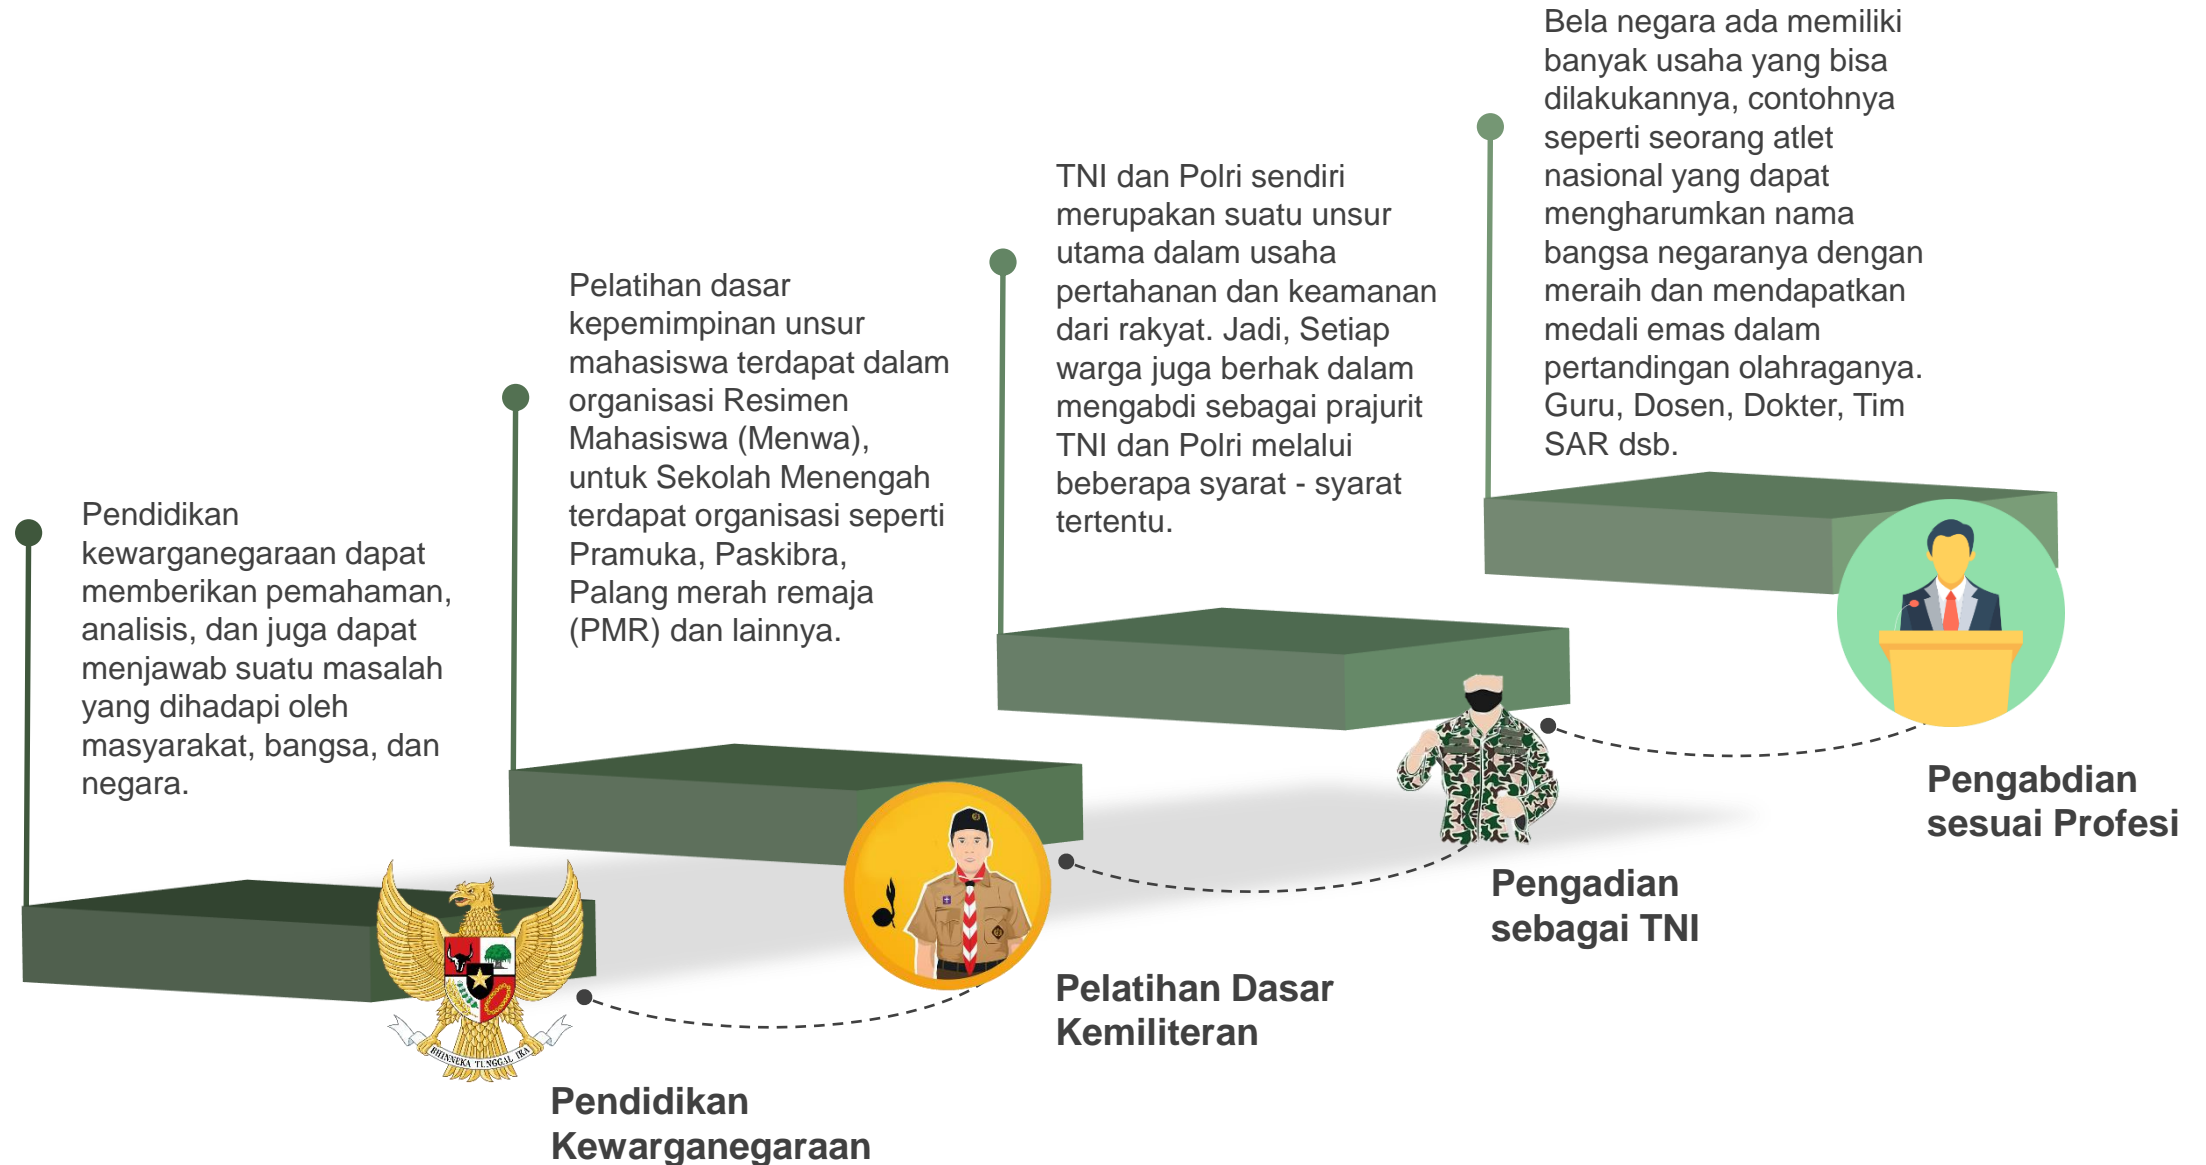 Pendidikan
kewarganegaraan dapat
memberikan pemahaman,
analisis, dan juga dapat
menjawab suatu masalah
yang dihadapi oleh
masyarakat, bangsa, dan
negara.
BHINNEKA TUNGGAL IKA
Pendidikan
Kewarganegaraan
Pelatihan dasar
kepemimpinan unsur
mahasiswa terdapat dalam
organisasi Resimen
Mahasiswa (Menwa),
untuk Sekolah Menengah
terdapat organisasi seperti
Pramuka, Paskibra,
Palang merah remaja
(PMR) dan lainnya.
Pelatihan Dasar
Kemiliteran
TNI dan Polri sendiri
merupakan suatu unsur
utama dalam usaha
pertahanan dan keamanan
dari rakyat. Jadi, Setiap
warga juga berhak dalam
mengabdi sebagai prajurit
TNI dan Polri melalui
beberapa syarat - syarat
tertentu.
Pengadian
sebagai TNI
Bela negara ada memiliki
banyak usaha yang bisa
dilakukannya, contohnya
seperti seorang atlet
nasional yang dapat
mengharumkan nama
bangsa negaranya dengan
meraih dan mendapatkan
medali emas dalam
pertandingan olahraganya.
Guru, Dosen, Dokter, Tim
SAR dsb.
Pengabdian
sesuai Profesi